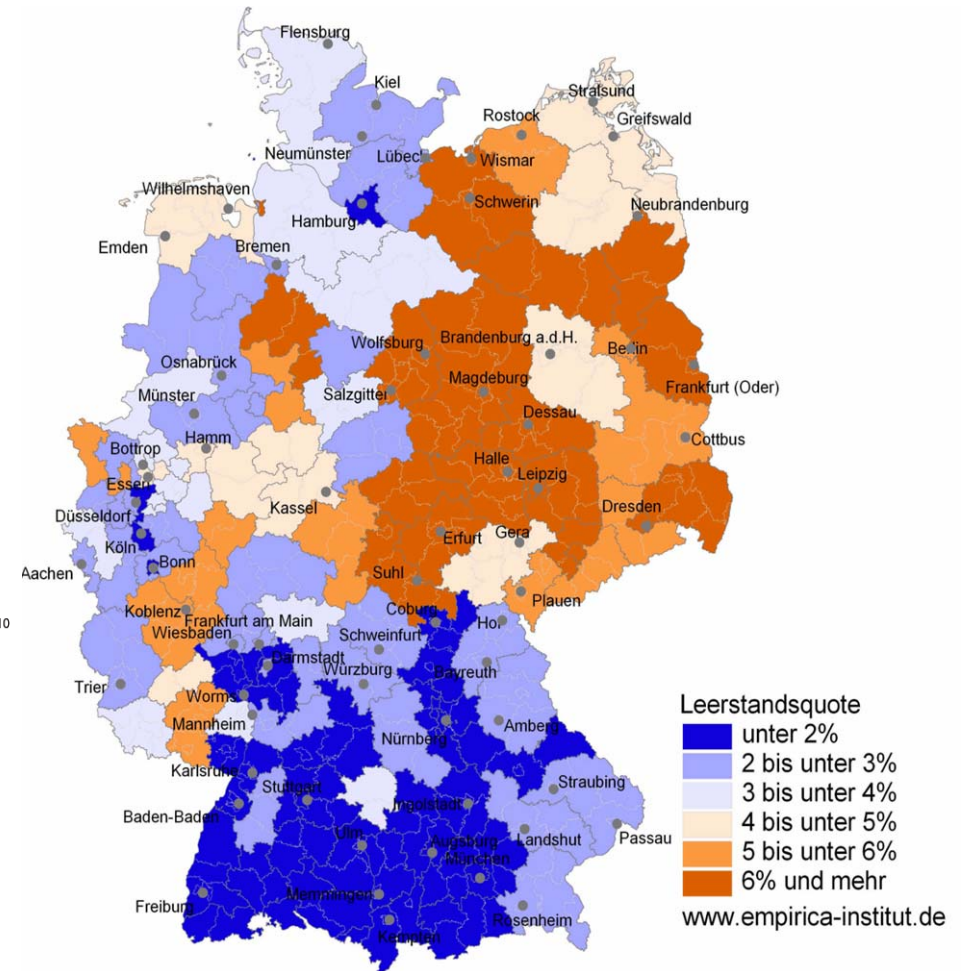 Flensburg
Kiel
Stralsund
Rostock
Greifswald
Neumünster
Lübeck
Wismar
Wilhelmshaven
Schwerin
Neubrandenburg
Hamburg
Emden
Bremen
Wolfsburg
Brandenburg a.d.H.
Berlin
Osnabrück
Magdeburg
Frankfurt (Oder)
Münster
Salzgitter
Dessau
Hamm
Cottbus
Bottrop
Halle
Leipzig
Essen
Kassel
Dresden
Düsseldorf
Erfurt
Gera
Köln
Bonn
Aachen
Suhl
Plauen
Koblenz
Coburg
Frankfurt am Main
Hof
10
Wiesbaden
Schweinfurt
Darmstadt
Würzburg
Bayreuth
Trier
Worms
Mannheim
Amberg
Nürnberg
Karlsruhe
Straubing
Stuttgart
Ingolstadt
Baden-Baden
Ulm
Augsburg
Landshut
Passau
München
Memmingen
Freiburg
Rosenheim
Kempten
Leerstandsquote
unter 2%
2 bis unter 3%
3 bis unter 4%
4 bis unter 5%
5 bis unter 6%
6% und mehr
www.empirica-institut.de